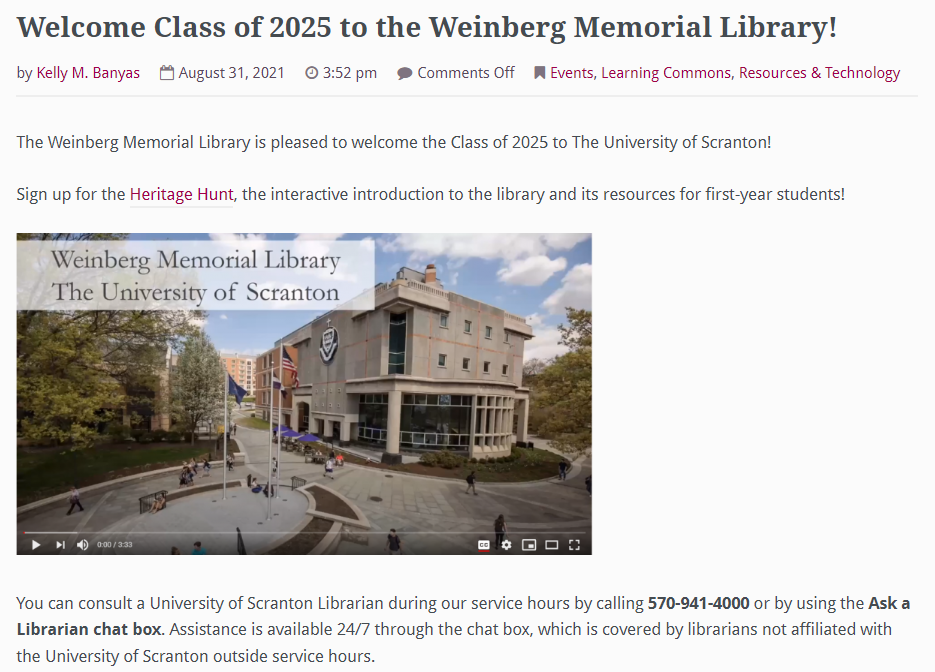 Welcome Class of 2025 to the Weinberg Memorial Library!
by Kelly M. Banyas August 31, 2021 3:52 pm Comments Off Events, Learning Commons, Resources & Technology
The Weinberg Memorial Library is pleased to welcome the Class of 2025 to The University of Scranton!
Sign up for the Heritage Hunt, the interactive introduction to the library and its resources for first-year students!
Weinberg Memorial Library
The University of Scranton
0:00 / 3:33 CC
You can consult a University of Scranton Librarian during our service hours by calling 570-941-4000 or by using the Ask a
Librarian chat box. Assistance is available 24/7 through the chat box, which is covered by librarians not affiliated with
the University of Scranton outside service hours.